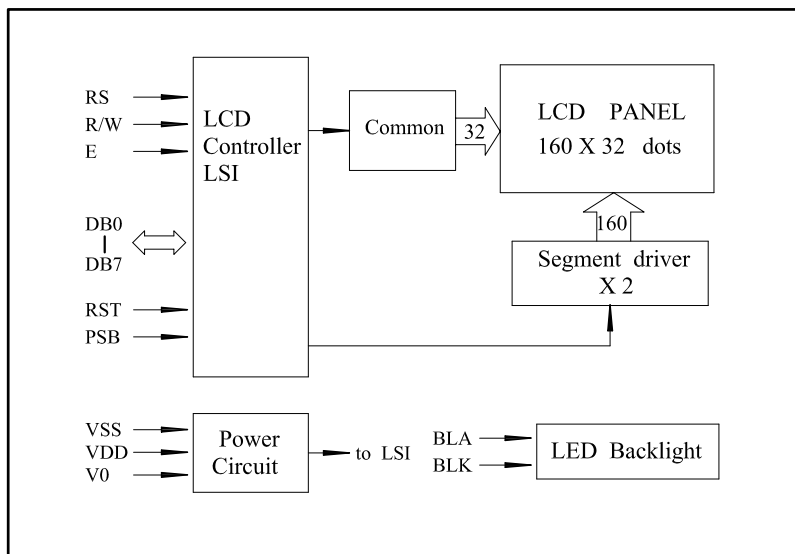 RS
R/W
E
DB0
DB7
RST
PSB
LCD
Controller
LSI
Common
32
LCD PANEL
160 X 32 dots
160
Segment driver
X 2
VSS
VDD
V0
Power
Circuit
to LSI
BLA
BLK
LED Backlight